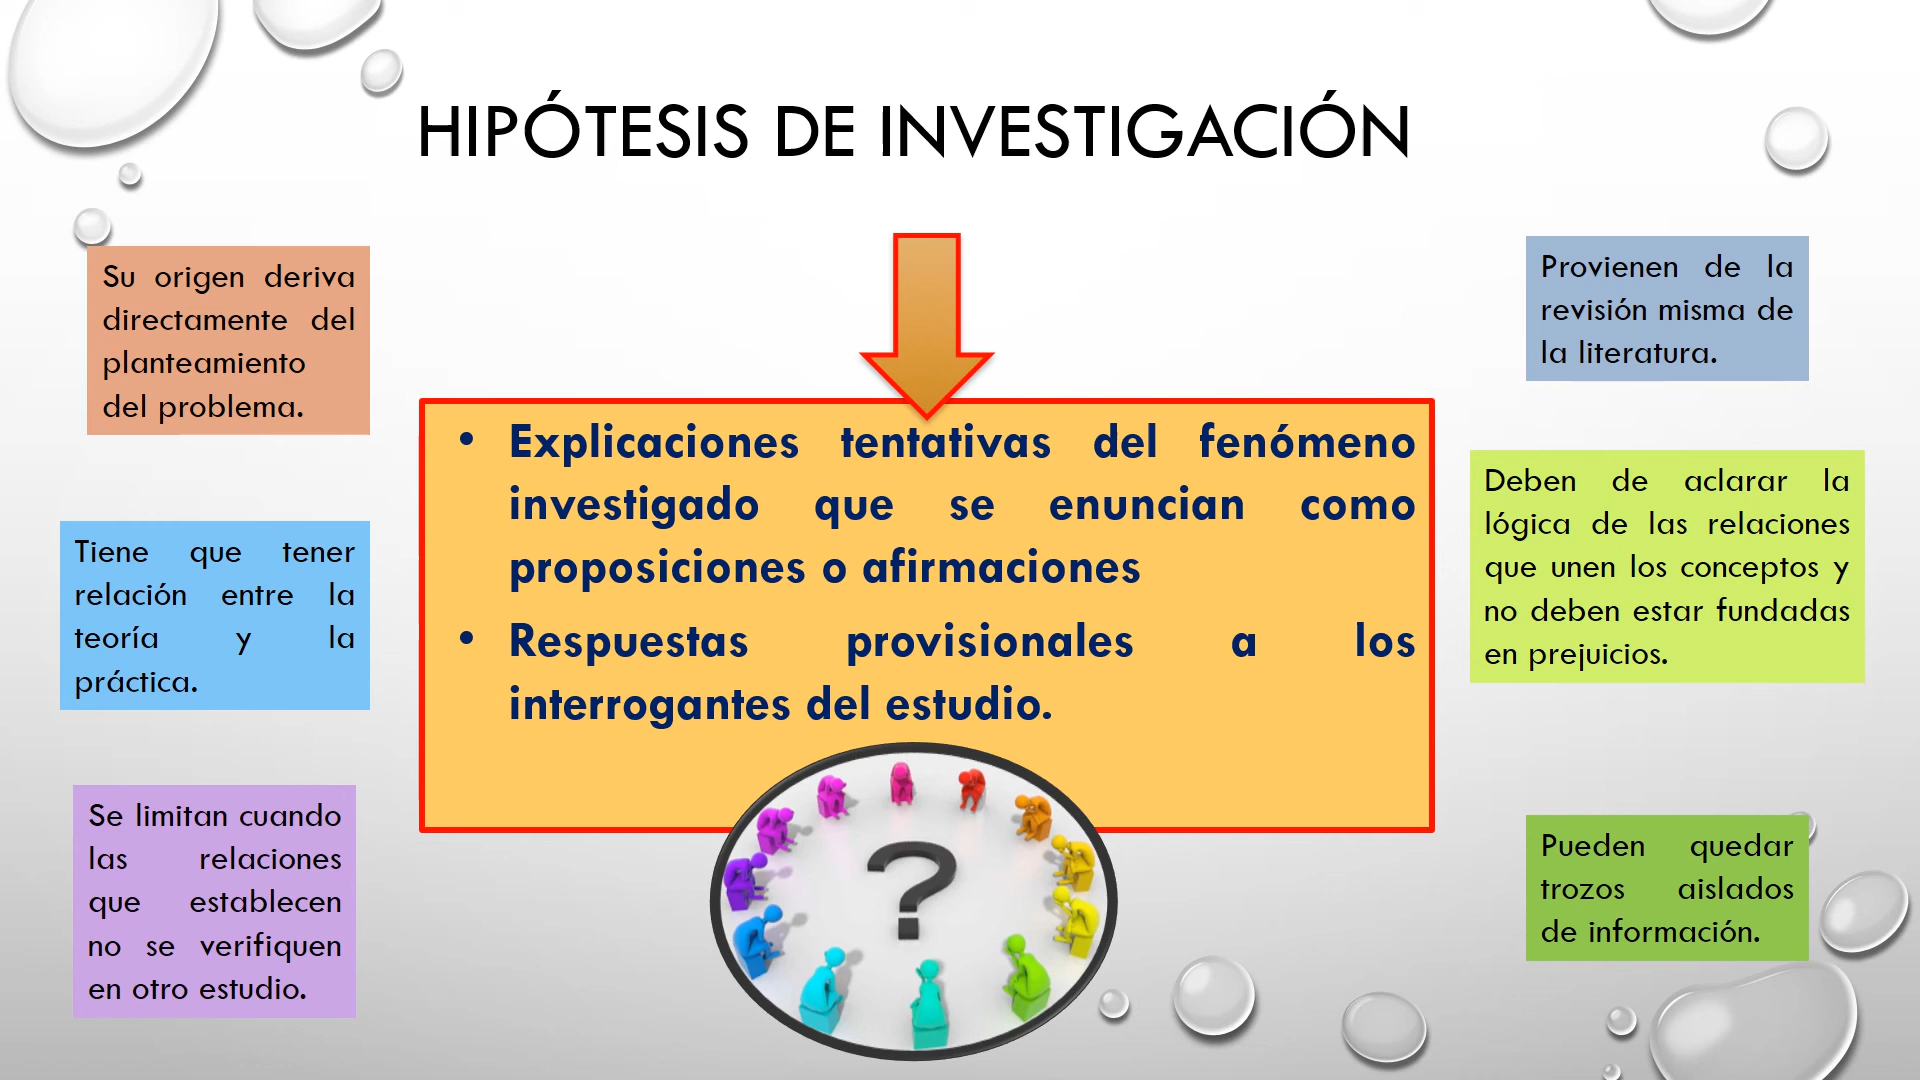 HIPÓTESIS DE INVESTIGACIÓN
Su origen deriva
directamente del
planteamiento
del problema.
Tiene que tener
relación entre la
teoría y la
práctica.
Se limitan cuando
las relaciones
que establecen
no se verifiquen
en otro estudio.
• Explicaciones tentativas del fenómeno
investigado que se enuncian como
proposiciones o afirmaciones
• Respuestas provisionales a los
interrogantes del estudio.
?
Provienen de la
revisión misma de
la literatura.
Deben de aclarar la
lógica de las relaciones
que unen los conceptos y
no deben estar fundadas
en prejuicios.
Pueden quedar
trozos aislados
de información.